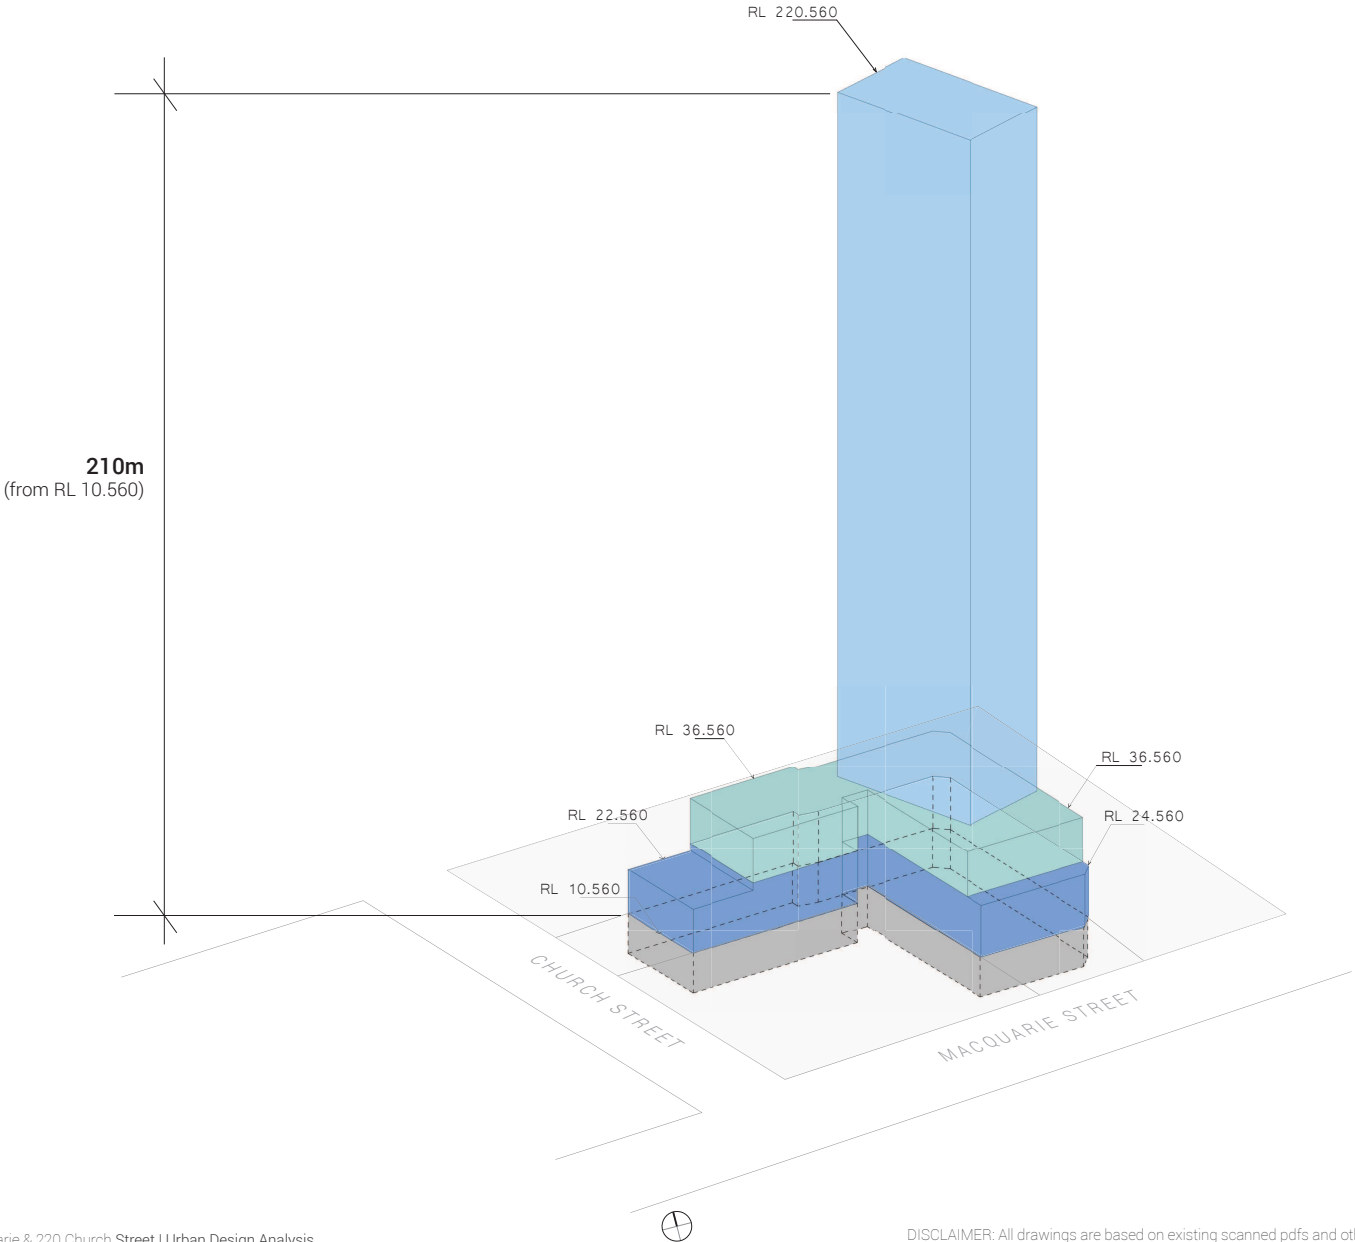 RL 220.560
210m
(from RL 10.560)
RL 36.560
RL 36.560
RL 22.560
RL 24.560
RL 10.560
CHURCH STREET
MACQUARIE STREET
& 220 Church Street | Urban Design Analysis
DISCLAIMER: All drawings are based on existing scanned pdfs and